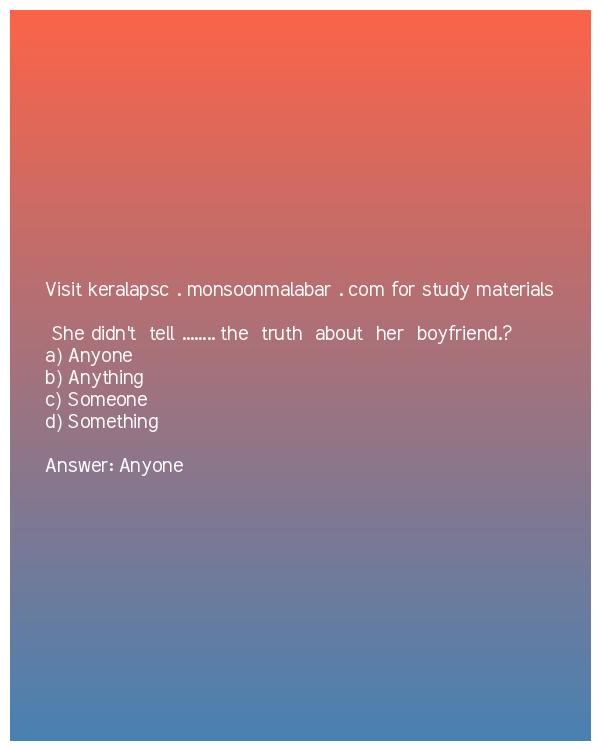 Visit keralapsc . monsoonmalabar . com for study materials
She didn't tell ........ the truth about her boyfriend.?
a) Anyone
b) Anything
c) Someone
d) Something
Answer: Anyone